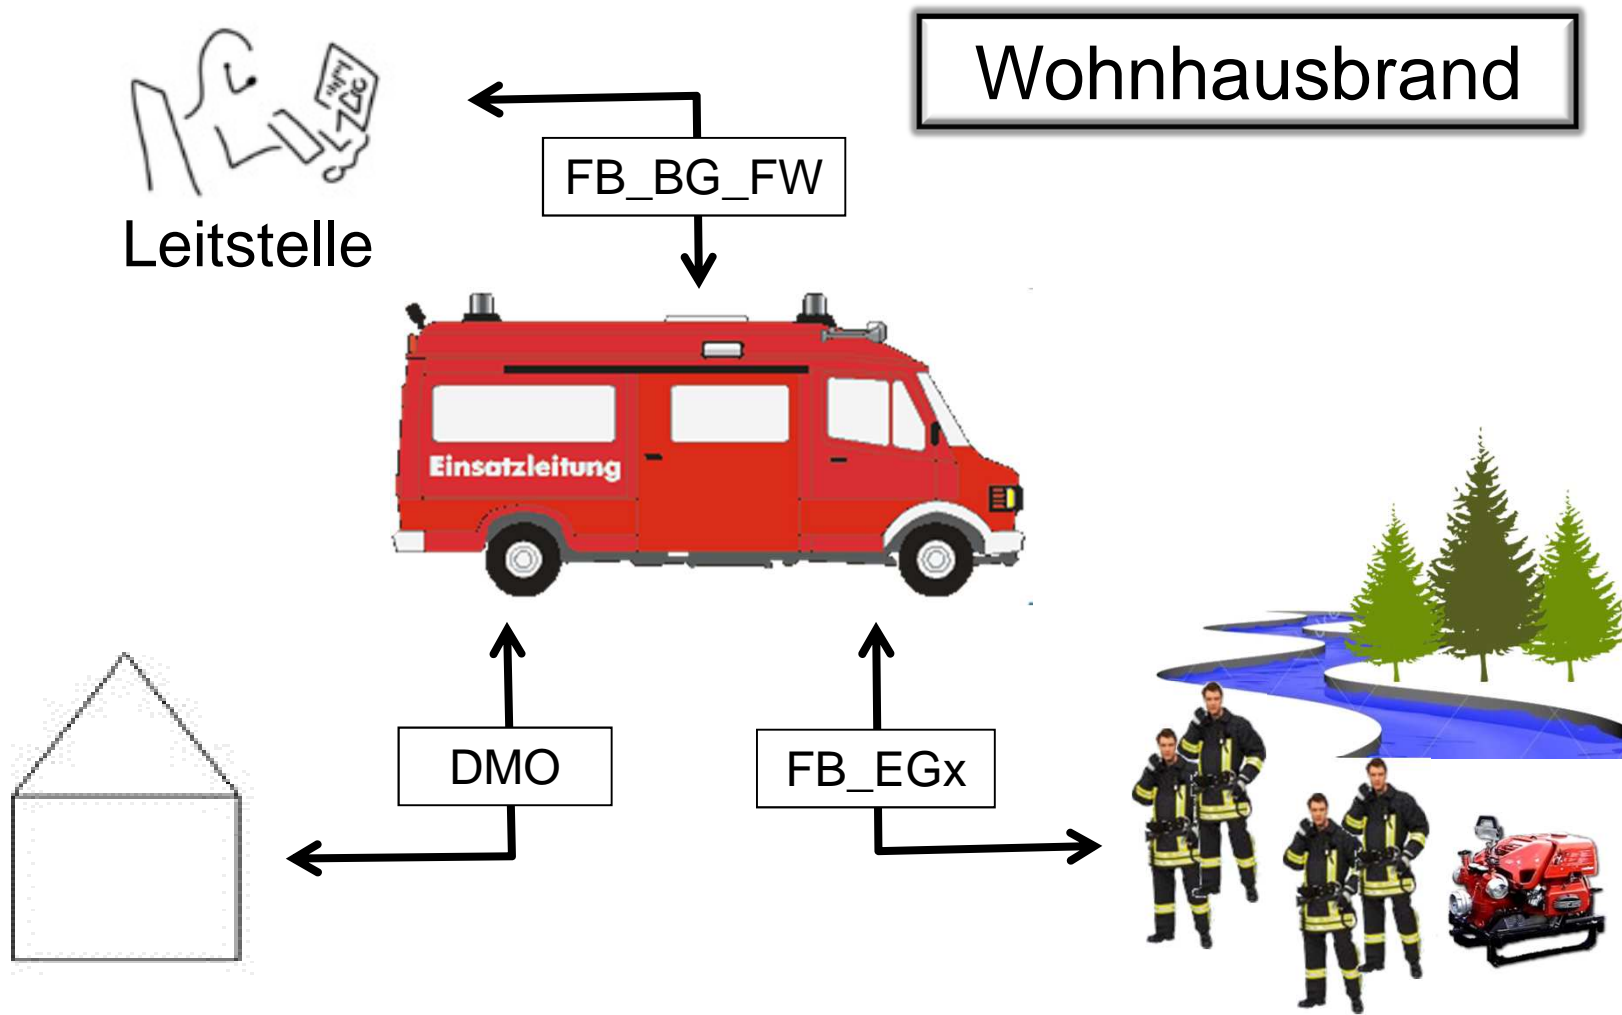 Wohnhausbrand
FB_BG_FW
Leitstelle
Einsatzleitung
DMO
FB_EGx